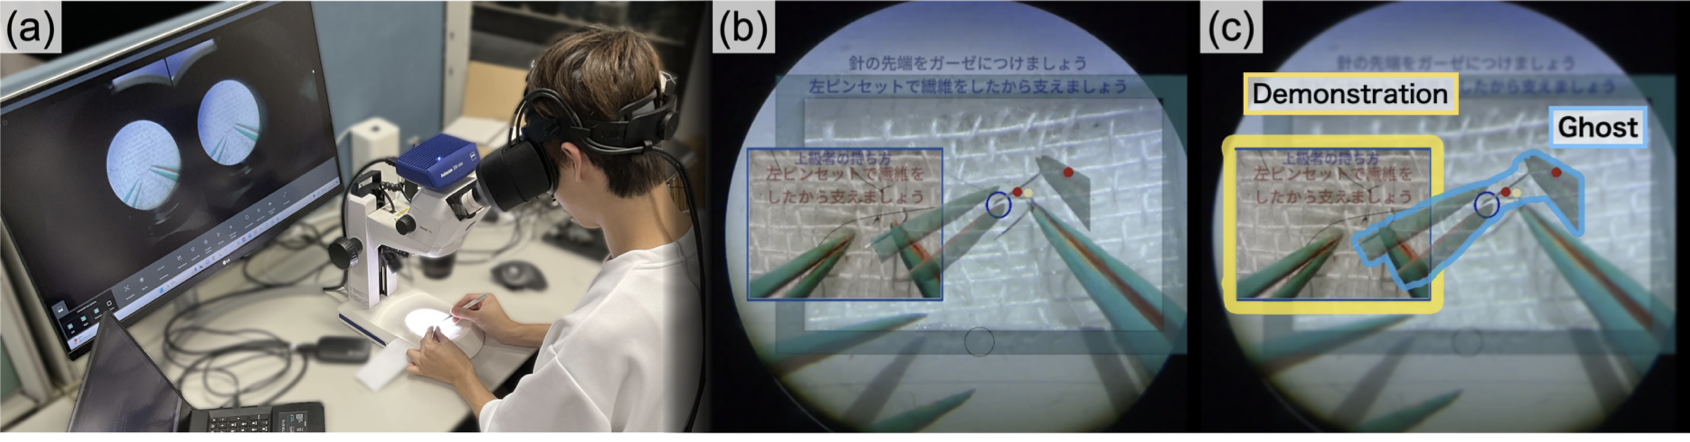 (a)
(b)
針の先端をガーゼにつけましょう
左ピンセットで繊維をしたから支えましょう
上級者の持ち方
左ピンセットで繊維を
したから支えましょう
(c)
針の先端をガーゼにつけましょう
Demonstration
したから支えましょう
Ghost
上級者の持ち方
左ピンセットで繊維を
したから支えましょう